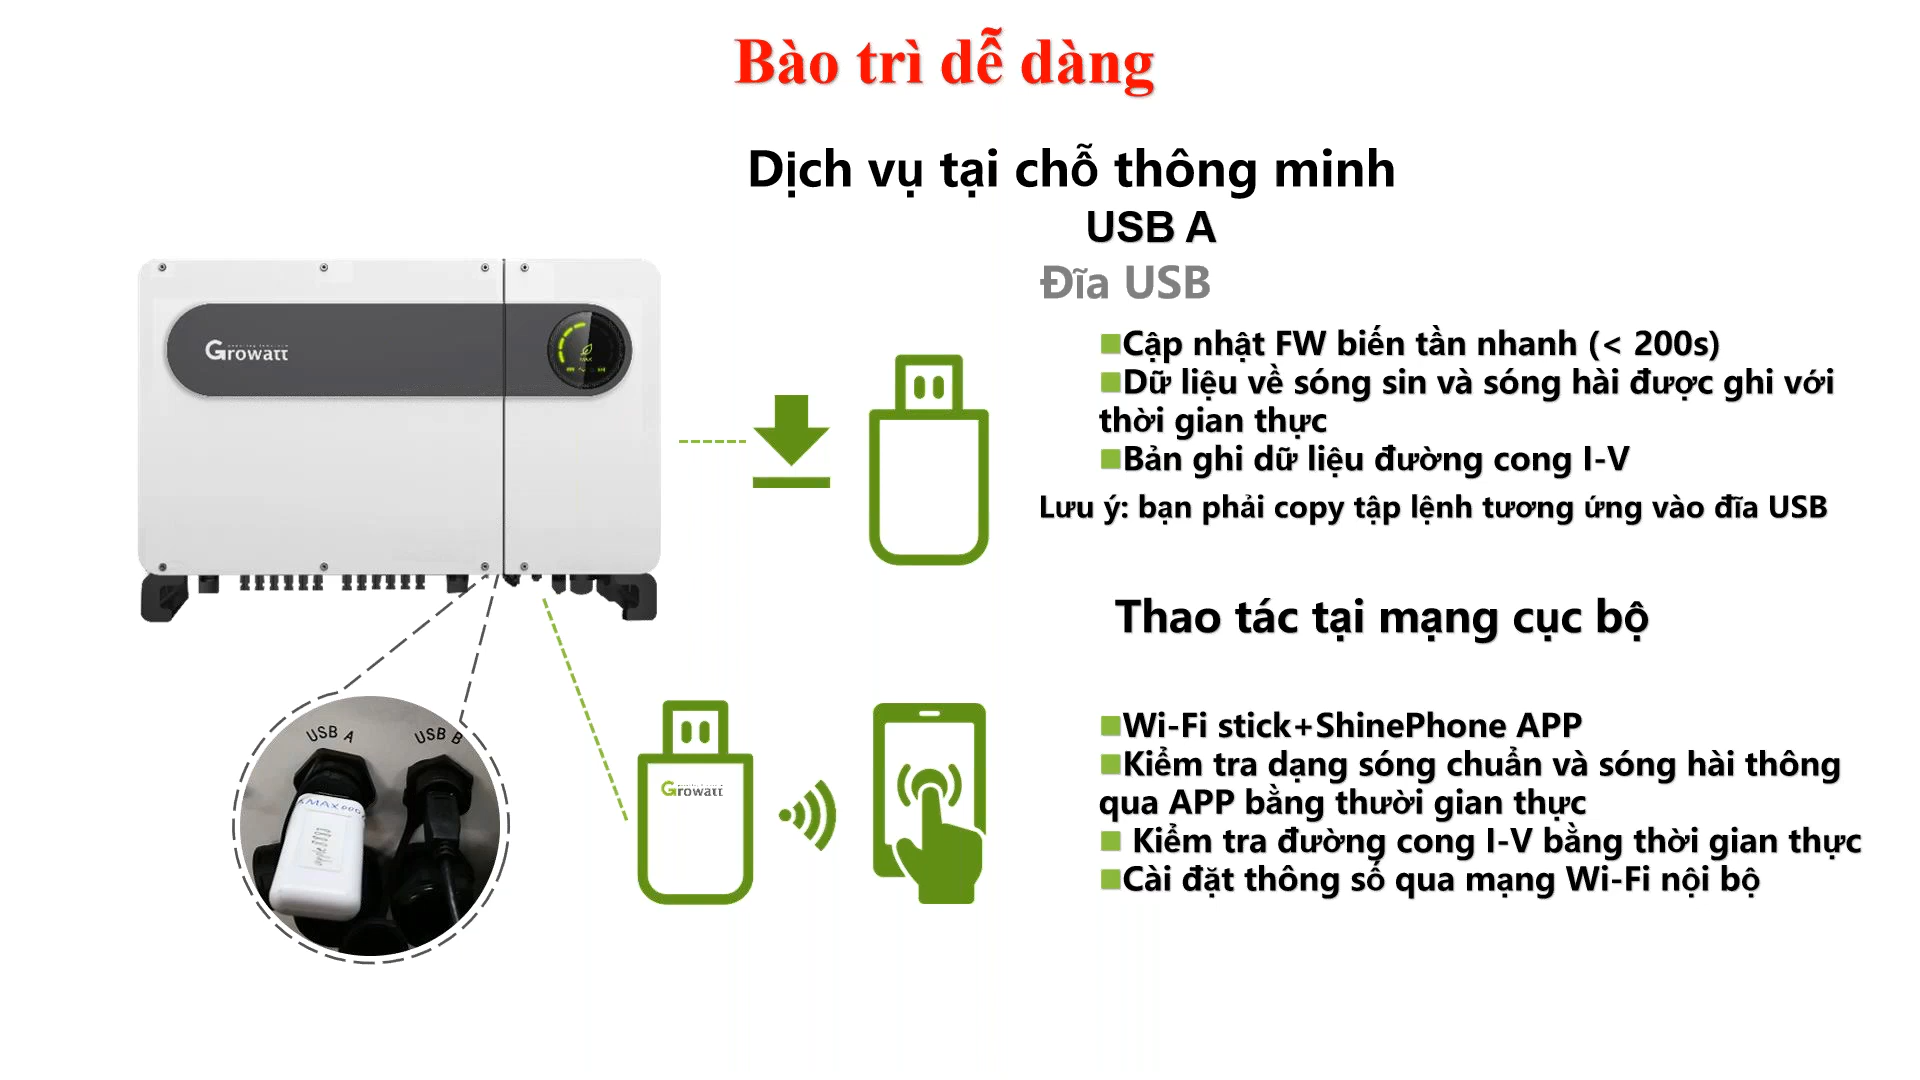 Bào trì dễ dàng
Dịch vụ tại chỗ thông minh
USB A
Đĩa USB
Growatt
MAX
Cập nhật FW biến tần nhanh (< 200s)
Dữ liệu về sóng sin và sóng hài được ghi với
thời gian thực
Bản ghi dữ liệu đường cong I-V
Lưu ý: bạn phải copy tập lệnh tương ứng vào đĩa USB
Thao tác tại mạng cục bộ
USB A
USB B
Growatt
Wi-Fi stick+ShinePhone APP
Kiểm tra dạng sóng chuẩn và sóng hài thông
qua APP bằng thười gian thực
Kiểm tra đường cong I-V bằng thời gian thực
Cài đặt thông số qua mạng Wi-Fi nội bộ